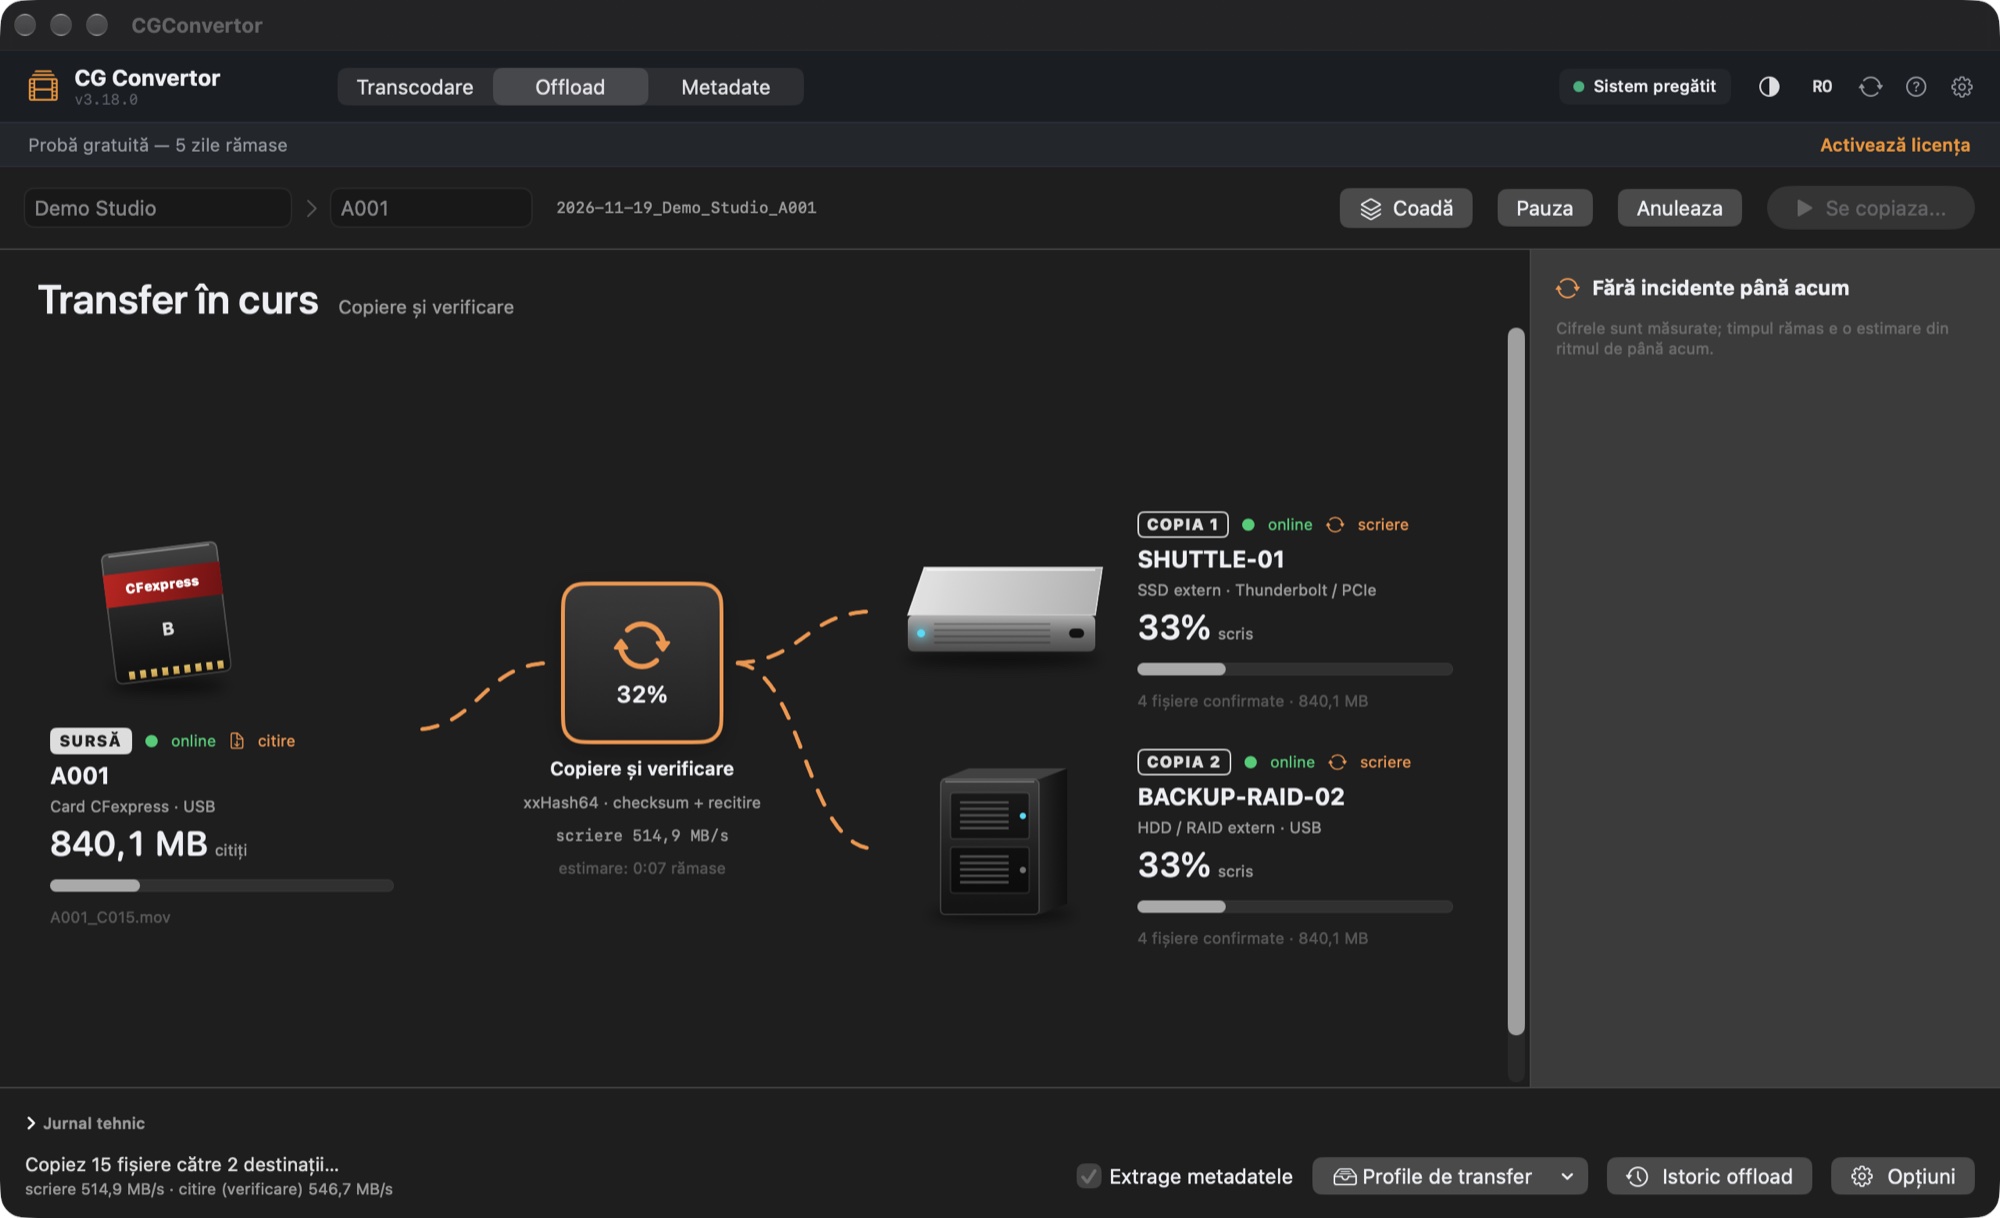 CGConvertor
CG Convertor
v3.18.0
Transcodare
Offload
Metadate
Sistem pregătit
RO
Probă gratuită — 5 zile rămase
Activează licența
Demo Studio
A001
2026-11-19_Demo_Studio_A001
Coadă
Pauza
Anuleaza
Se copiaza...
Transfer în curs
Copiere și verificare
Fără incidente până acum
Cifrele sunt măsurate; timpul rămas e o estimare din
ritmul de până acum.
CFexpress
B
SURSĂ
online
citire
A001
Card CFexpress · USB
840,1 MB citiți
A001_C015.mov
32%
Copiere și verificare
xxHash64 · checksum + recitire
scriere 514,9 MB/s
estimare: 0:07 rămase
COPIA 1
online
scriere
SHUTTLE-01
SSD extern · Thunderbolt / PCIe
33% scris
4 fișiere confirmate · 840,1 MB
COPIA 2
online
scriere
BACKUP-RAID-02
HDD / RAID extern · USB
33% scris
4 fișiere confirmate · 840,1 MB
Jurnal tehnic
Copiez 15 fișiere către 2 destinații...
scriere 514,9 MB/s · citire (verificare) 546,7 MB/s
Extrage metadatele
Profile de transfer
Istoric offload
Opțiuni